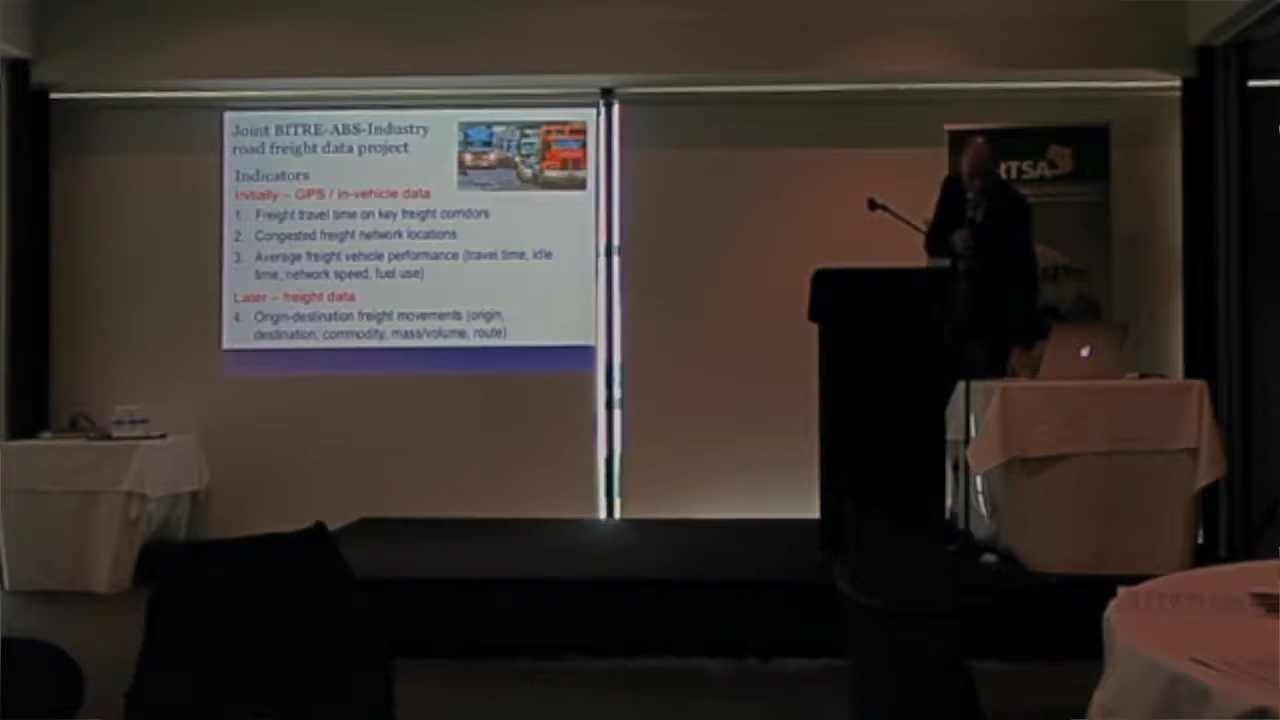 Joint BITRE-ABS-Industry
road freight data project
Indicators
Initially – GPS / in-vehicle data
1. Freight travel time on key freight corridors
2. Congested freight network locations
3. Average freight vehicle performance (travel time, idle
time, network speed, fuel use)
Later – freight data
4. Origin-destination freight movements (origin,
destination, commodity, mass/volume, route)
RTSA